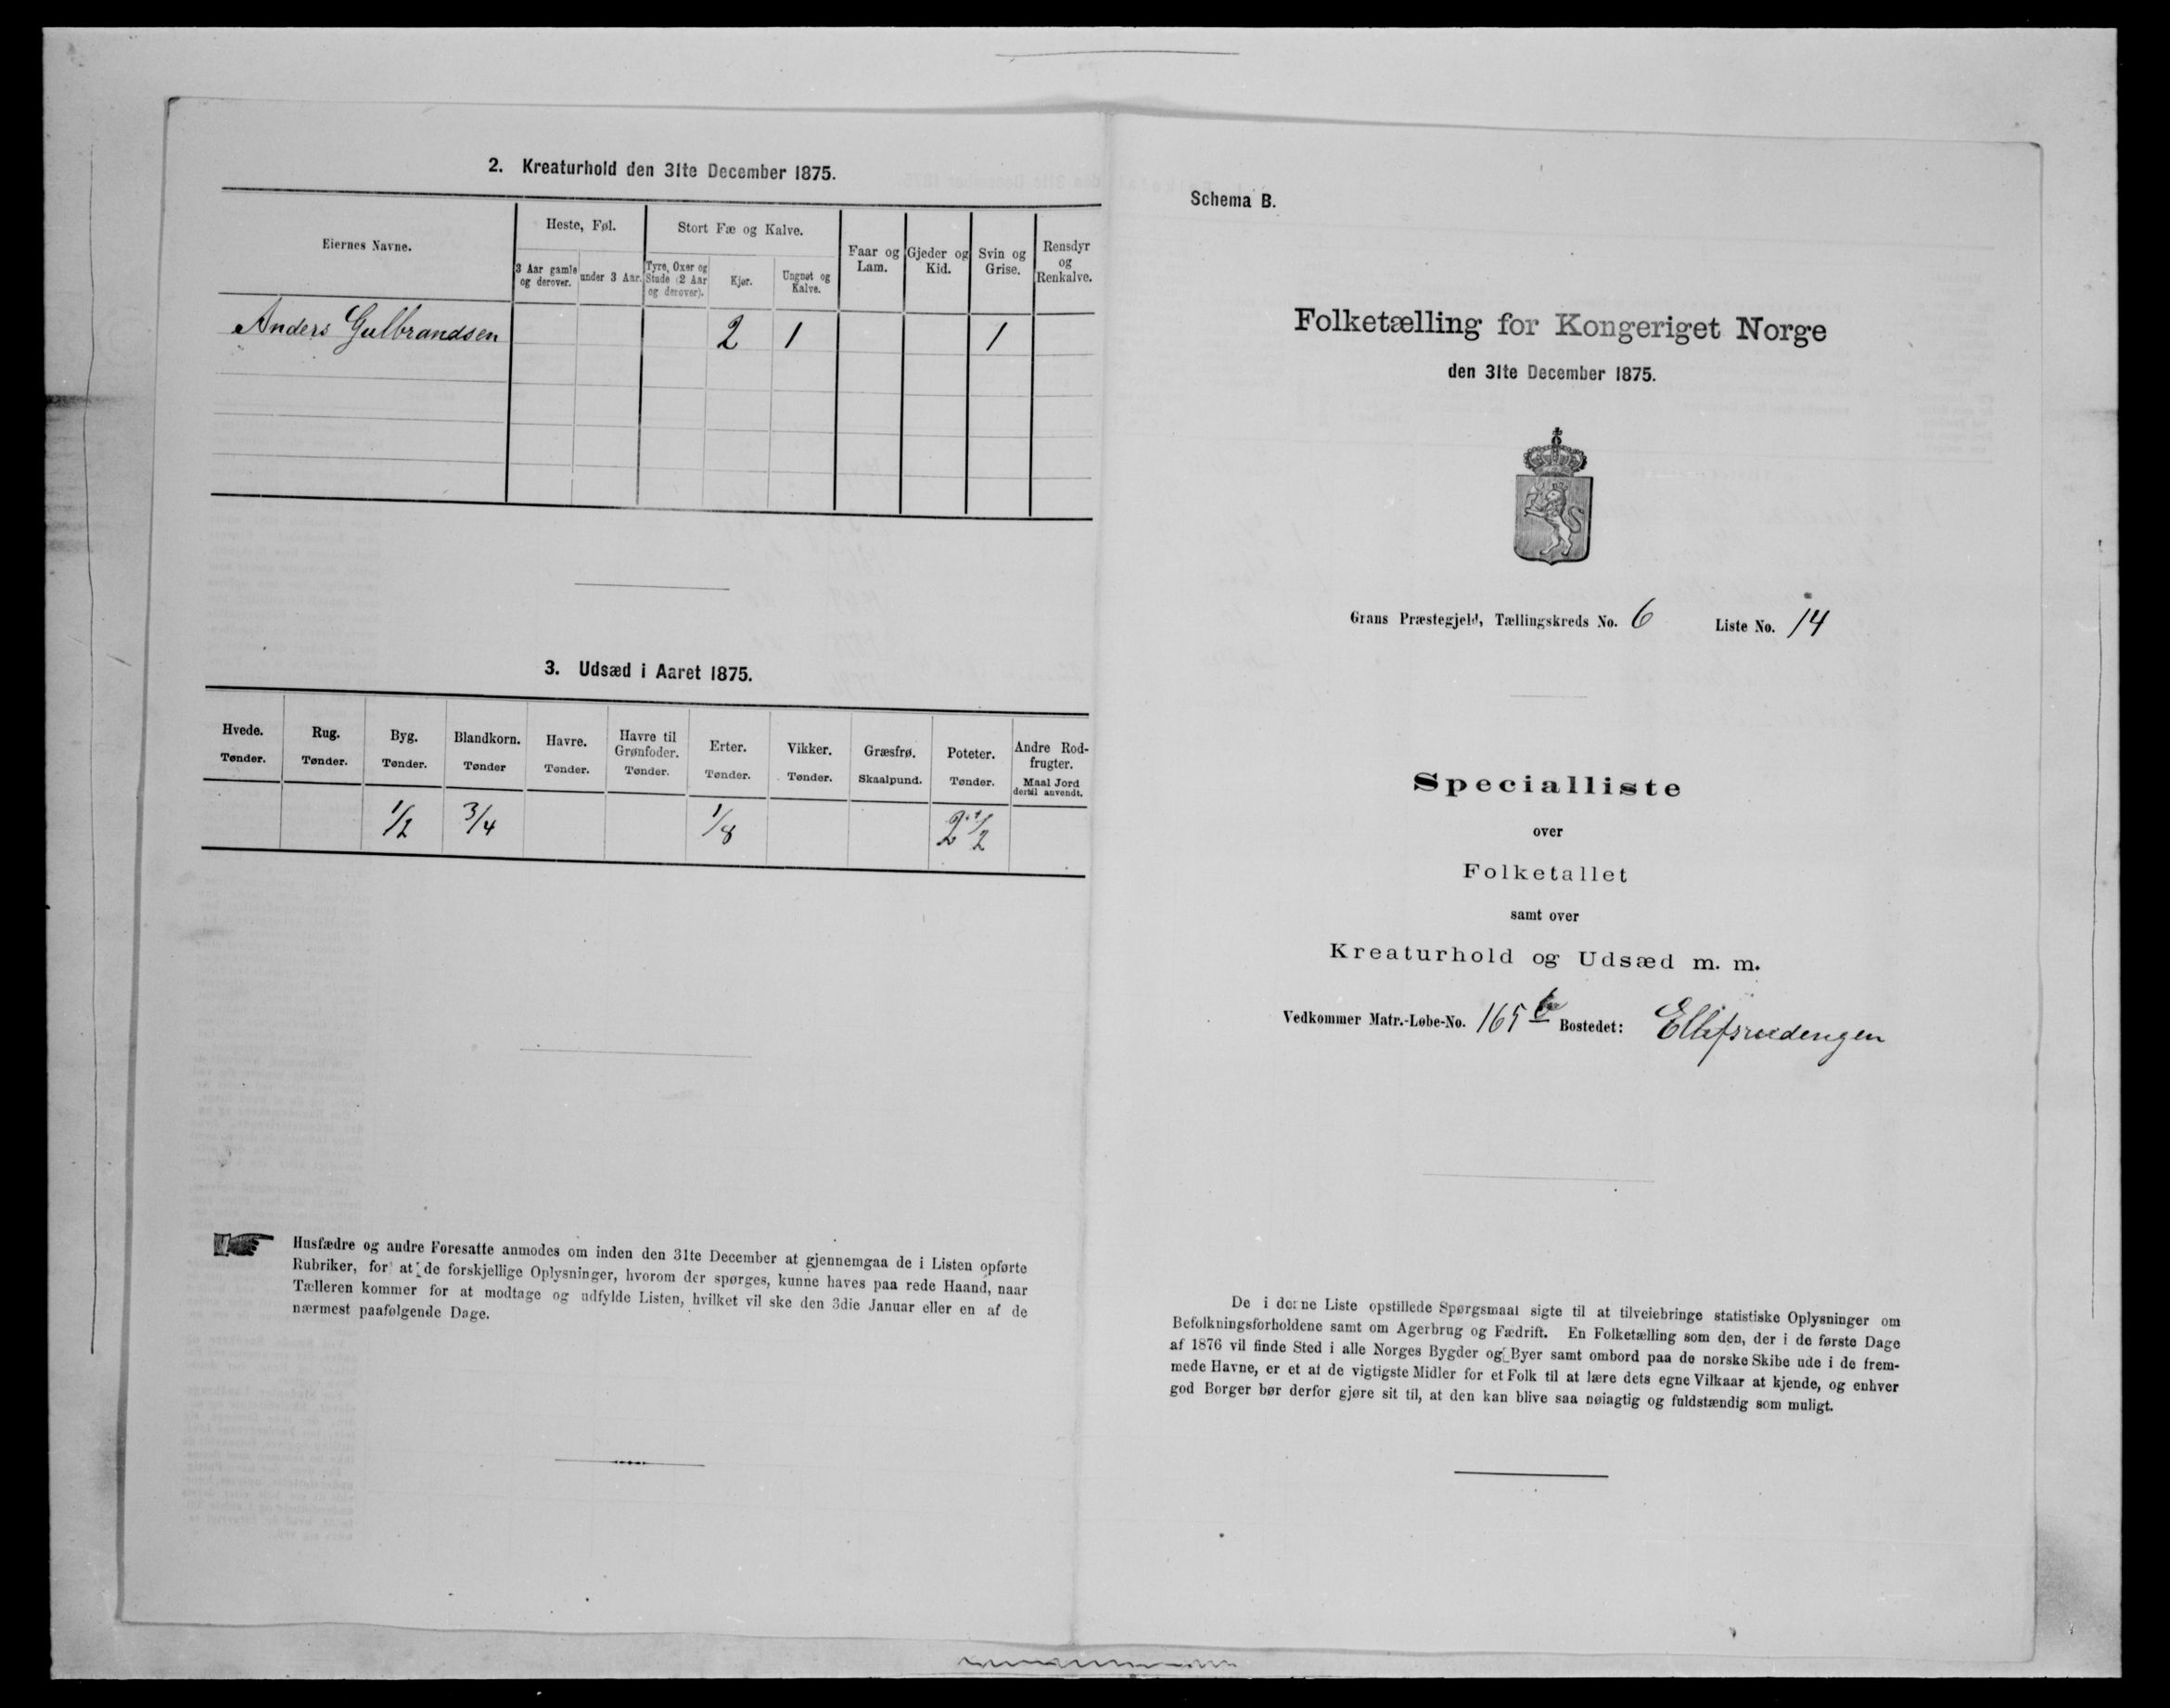 2. Kreaturhold den 31te December 1875.
Eiernes Navne.
Heste, Føl.
Stort Fæ og Kalve.
Faar og Lam.
Gjeder og Kid.
Svin og Grise.
Rensdyr og Renkalve.
3 Aar gamle og derover.
under 3 Aar.
Tyre, Oxer og Stude (2 Aar og derover).
Kjør.
Ungnøt og Kalve.
Anders Gulbrandsen 2 1 1
3. Udsæd i Aaret 1875.
Hvede. Rug. Byg. Blandkorn. Havre. Havre til Grønfoder. Erter. Vikker. Græsfrø. Poteter. Andre Rodfrugter.
Tønder. Tønder. Tønder. Tønder Tønder. Tønder. Tønder. Tønder. Skaalpund. Tønder. Maal Jord dertil anvendt.
1/2 3/4 1/8 2 1/2
Husfædre og andre Foresatte anmodes om inden den 31te December at gjennemgaa de i Listen opførte
Rubriker, for at de forskjellige Oplysninger, hvorom der spørges, kunne haves paa rede Haand, naar
Tælleren kommer for at modtage og udfylde Listen, hvilket vil ske den 3die Januar eller en af de
nærmest paafølgende Dage.
Schema B.
Folketælling for Kongeriget Norge
den 31te December 1875.
Grans Præstegjeld, Tællingskreds No. 6 Liste No. 14
Specialliste
over
Folketallet
samt over
Kreaturhold og Udsæd m. m.
Vedkommer Matr.-Løbe-No. 165 b Bostedet: Ellefsrudengen
De i denne Liste opstillede Spørgsmaal sigte til at tilveiebringe statistiske Oplysninger om
Befolkningsforholdene samt om Agerbrug og Fædrift. En Folketælling som den, der i de første Dage
af 1876 vil finde Sted i alle Norges Bygder og Byer samt ombord paa de norske Skibe ude i de frem-
mede Havne, er et af de vigtigste Midler for et Folk til at lære dets egne Vilkaar at kjende, og enhver
god Borger bør derfor gjøre sit til, at den kan blive saa nøiagtig og fuldstændig som muligt.